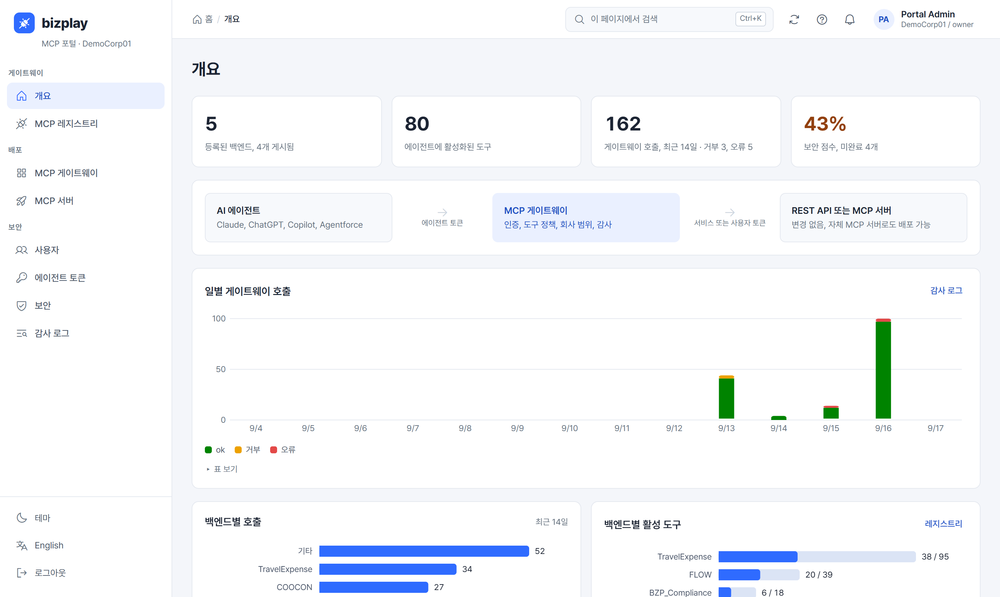 bizplay
MCP 포털 · DemoCorp01
게이트웨이
개요
MCP 레지스트리
배포
MCP 게이트웨이
MCP 서버
보안
사용자
에이전트 토큰
보안
감사 로그
테마
English
로그아웃
홈 / 개요
이 페이지에서 검색
Ctrl+K
PA
Portal Admin
DemoCorp01 / owner
개요
5
등록된 백엔드, 4개 게시됨
80
에이전트에 활성화된 도구
162
게이트웨이 호출, 최근 14일 · 거부 3, 오류 5
43%
보안 점수, 미완료 4개
AI 에이전트
Claude, ChatGPT, Copilot, Agentforce
에이전트 토큰
MCP 게이트웨이
인증, 도구 정책, 회사 범위, 감사
서비스 또는 사용자 토큰
REST API 또는 MCP 서버
변경 없음, 자체 MCP 서버로도 배포 가능
일별 게이트웨이 호출
감사 로그
100
50
0
9/4 9/5 9/6 9/7 9/8 9/9 9/10 9/11 9/12 9/13 9/14 9/15 9/16 9/17
ok 거부 오류
표 보기
백엔드별 호출
최근 14일
기타 52
TravelExpense 34
COOCON 27
백엔드별 활성 도구
레지스트리
TravelExpense 38 / 95
FLOW 20 / 39
BZP_Compliance 6 / 18